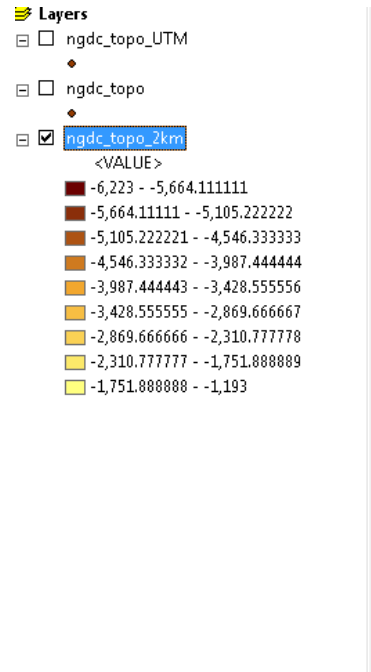 Layers
ngdc_topo_UTM
ngdc_topo
ngdc_topo_2km
<VALUE>
-6,223 - -5,664.111111
-5,664.11111 - -5,105.222222
-5,105.222221 - -4,546.333333
-4,546.333332 - -3,987.444444
-3,987.444443 - -3,428.555556
-3,428.555555 - -2,869.666667
-2,869.666666 - -2,310.777778
-2,310.777777 - -1,751.888889
-1,751.888888 - -1,193